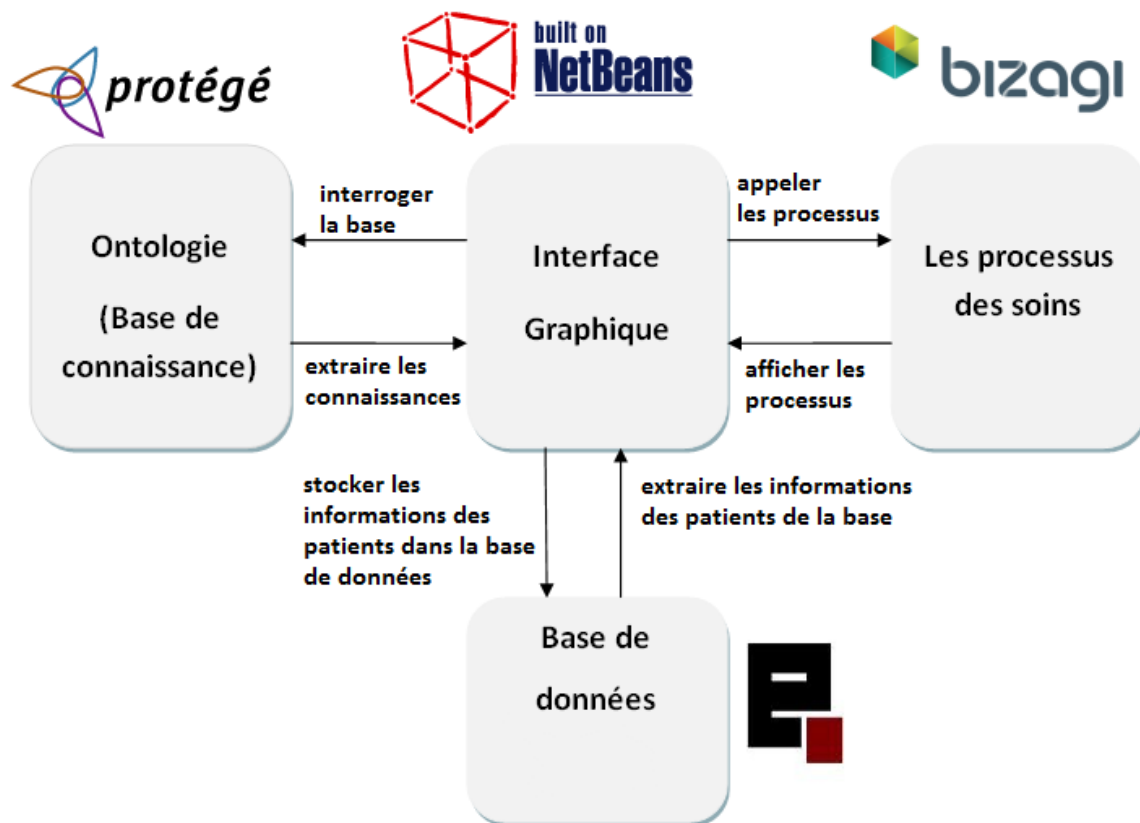 protégé
built on
NetBeans
bizagi
Ontologie
(Base de
connaissance)
interroger
la base
extraire les
connaissances
Interface
Graphique
appeler
les processus
afficher les
processus
Les processus
des soins
stocker les
informations des
patients dans la base
de données
extraire les informations
des patients de la base
Base de
données
e